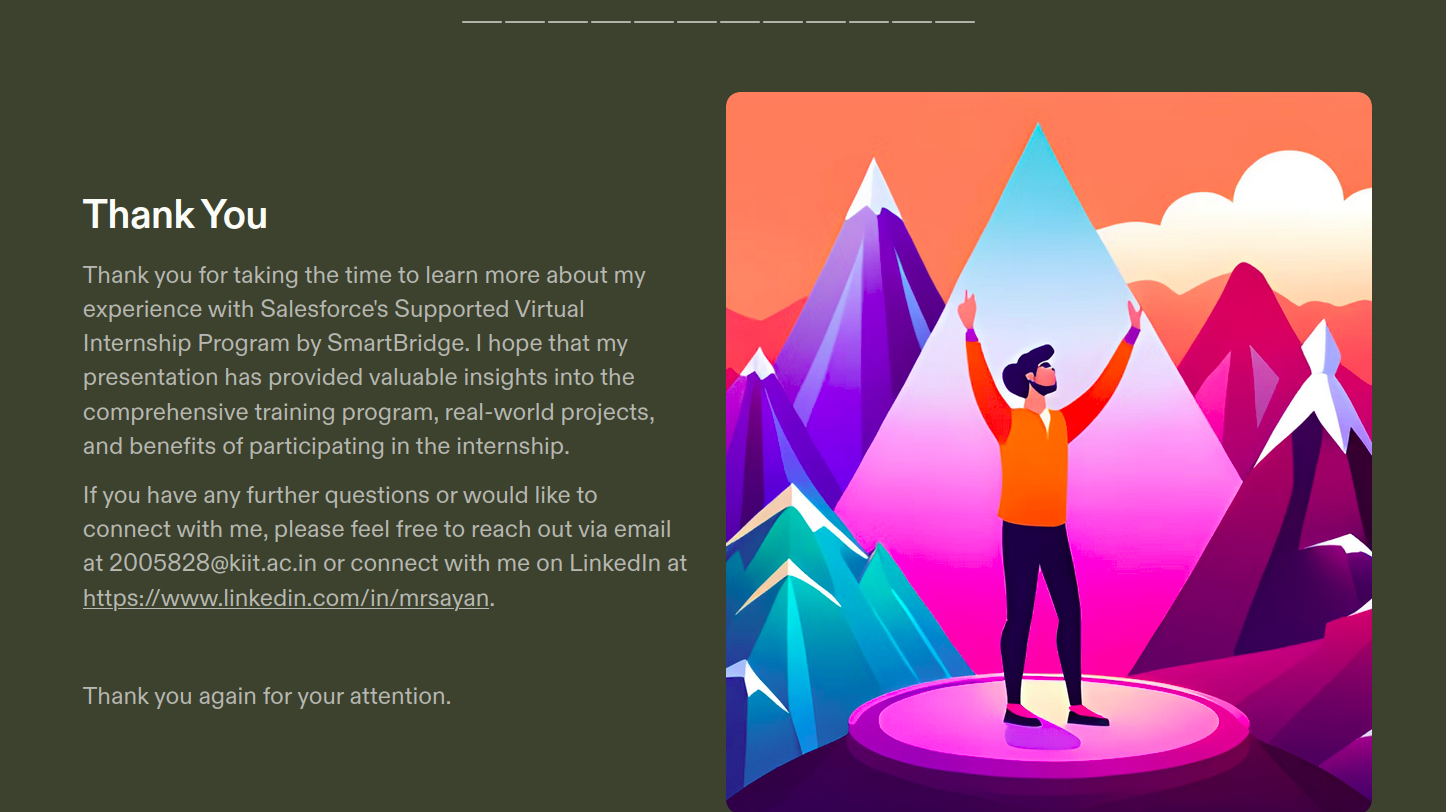 Thank You
Thank you for taking the time to learn more about my
experience with Salesforce's Supported Virtual
Internship Program by SmartBridge. I hope that my
presentation has provided valuable insights into the
comprehensive training program, real-world projects,
and benefits of participating in the internship.
If you have any further questions or would like to
connect with me, please feel free to reach out via email
at 2005828@kiit.ac.in or connect with me on LinkedIn at
https://www.linkedin.com/in/mrsayan.
Thank you again for your attention.